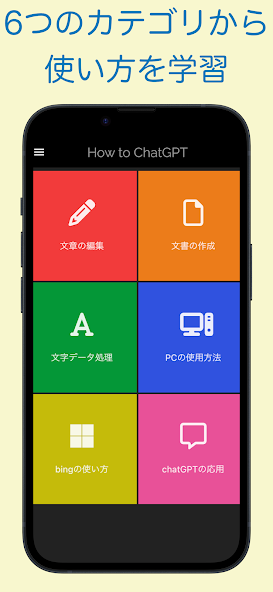 6つのカテゴリから
使い方を学習
How to ChatGPT
文章の編集
文書の作成
文字データ処理
PCの使用方法
bingの使い方
chatGPTの応用